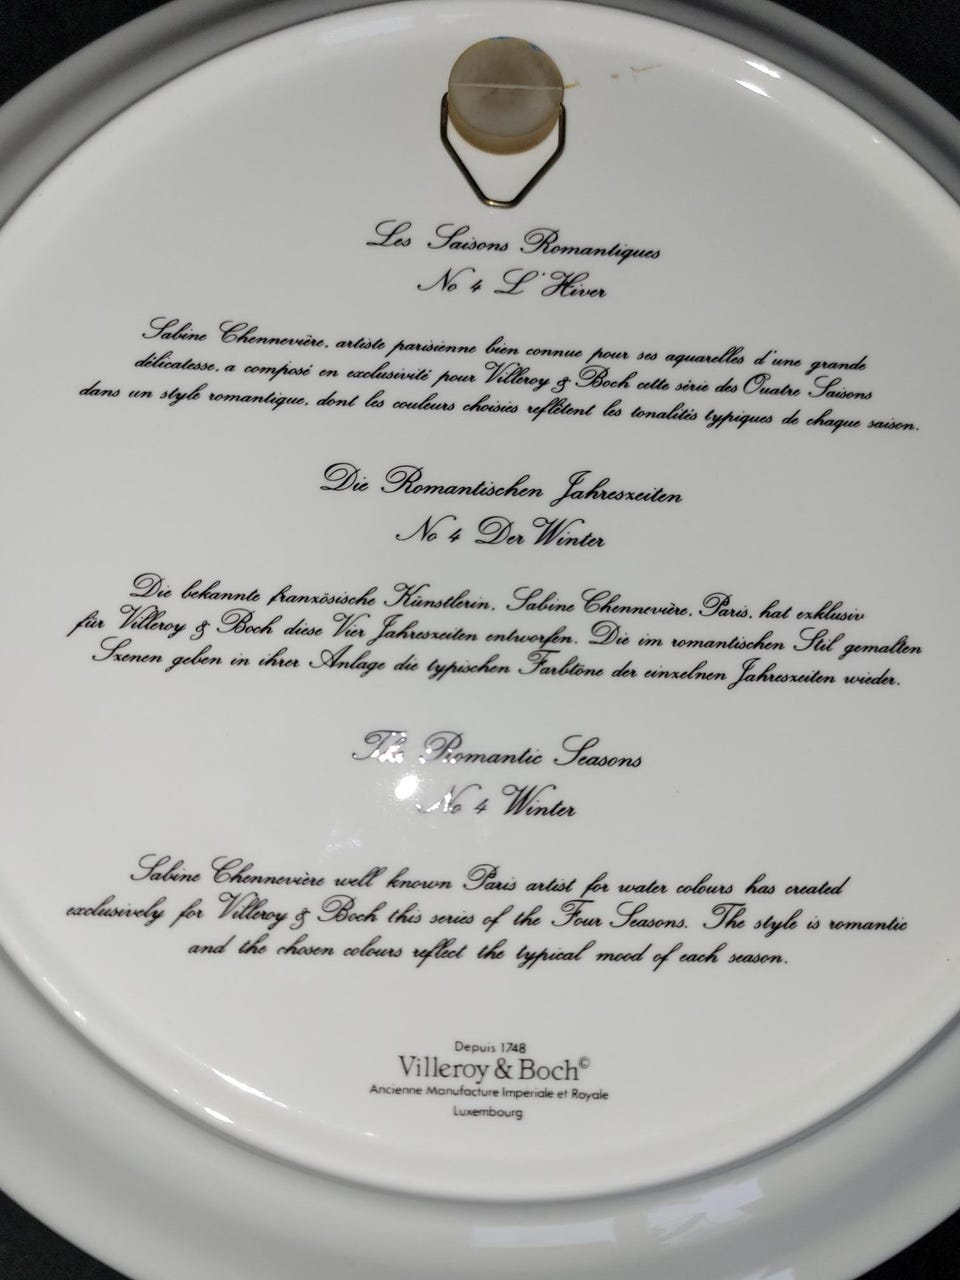 Les Saisons Romantiques
No 4 L'Hiver
Sabine Chennevière, artiste parisienne bien connue pour ses aquarelles d'une grande
délicatesse, a composé en exclusivité pour Villeroy & Boch cette série des Quatre Saisons
dans un style romantique, dont les couleurs choisies reflètent les tonalités typiques de chaque saison.
Die Romantischen Jahreszeiten
No 4 Der Winter
Die bekannte französische Künstlerin, Sabine Chennevière, Paris, hat exklusiv
für Villeroy & Boch diese Vier Jahreszeiten entworfen. Die im romantischen Stil gemalten
Szenen geben in ihrer Anlage die typischen Farbtöne der einzelnen Jahreszeiten wieder.
The Romantic Seasons
No 4 Winter
Sabine Chennevière well known Paris artist for water colours has created
exclusively for Villeroy & Boch this series of the Four Seasons. The style is romantic
and the chosen colours reflect the typical mood of each season.
Depuis 1748
Villeroy & Boch©
Ancienne Manufacture Imperiale et Royale
Luxembourg